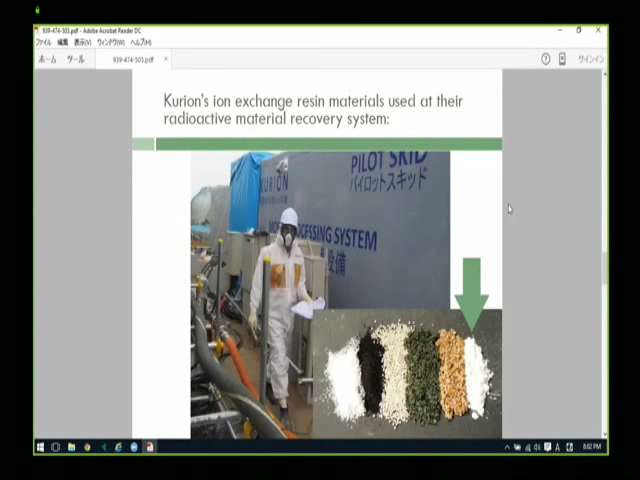 939-474-503.pdf - Adobe Acrobat Reader DC
ファイル 編集 表示(V) ウィンドウ(W) ヘルプ(H)
ホーム ツール 939-474-503.pdf サインイン
Kurion's ion exchange resin materials used at their
radioactive material recovery system:
PILOT SKID
パイロットスキッド
KURION
CESSING SYSTEM
設備
8:02 PM